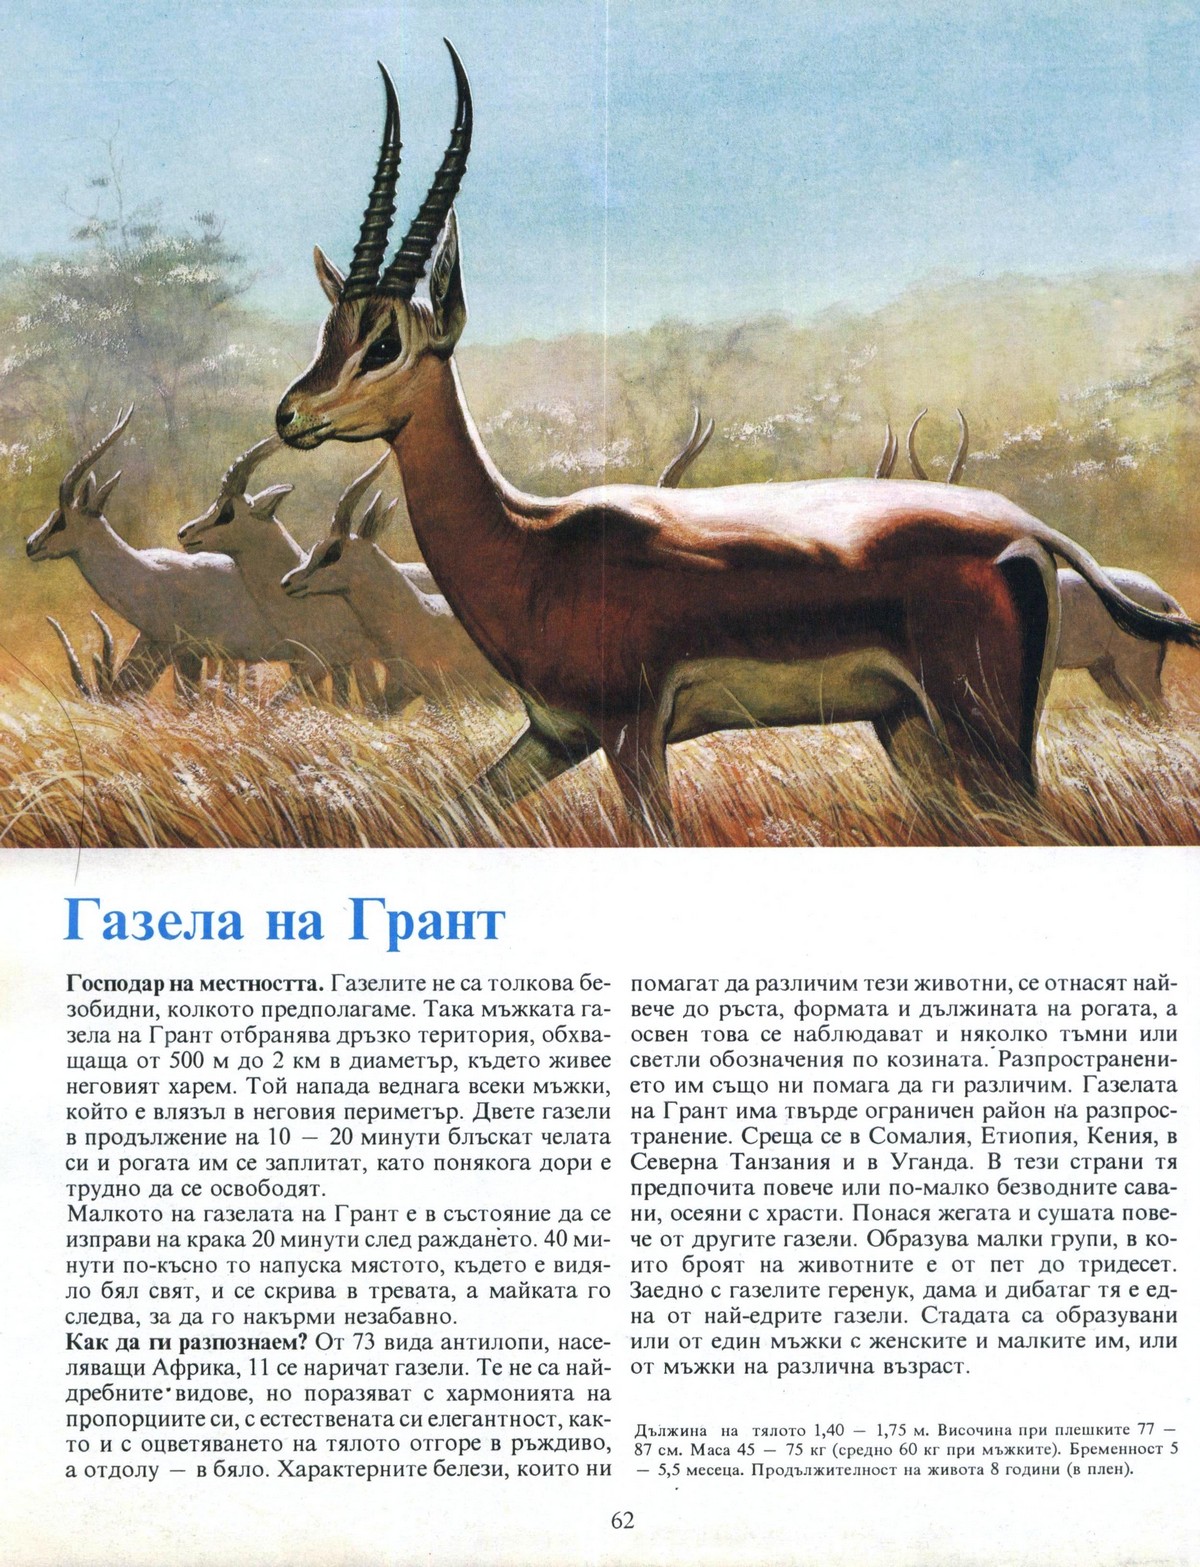 Газела на Грант
Господар на местността. Газелите не са толкова бе-
зобидни, колкото предполагаме. Така мъжката га-
зела на Грант отбранява дръзко територия, обхва-
щаща от 500 м до 2 км в диаметър, където живее
неговият харем. Той напада веднага всеки мъжки,
който е влязъл в неговия периметър. Двете газели
в продължение на 10 — 20 минути блъскат челата
си и рогата им се заплитат, като понякога дори е
трудно да се освободят.
Малкото на газелата на Грант е в състояние да се
изправи на крака 20 минути след раждането. 40 ми-
нути по-късно то напуска мястото, където е видя-
ло бял свят, и се скрива в тревата, а майката го
следва, за да го накърми незабавно.
Как да ги разпознаем? От 73 вида антилопи, насе-
ляващи Африка, 11 се наричат газели. Те не са най-
дребните видове, но поразяват с хармонията на
пропорциите си, с естествената си елегантност, как-
то и с оцветяването на тялото отгоре в ръждиво,
а отдолу — в бяло. Характерните белези, които ни
помагат да различим тези животни, се отнасят най-
вече до ръста, формата и дължината на рогата, а
освен това се наблюдават и няколко тъмни или
светли обозначения по козината. Разпространени-
ето им също ни помага да ги различим. Газелата
на Грант има твърде ограничен район на разпрос-
транение. Среща се в Сомалия, Етиопия, Кения, в
Северна Танзания и в Уганда. В тези страни тя
предпочита повече или по-малко безводните сава-
ни, осеяни с храсти. Понася жегата и сушата пове-
че от другите газели. Образува малки групи, в ко-
ито броят на животните е от пет до тридесет.
Заедно с газелите геренук, дама и дибатаг тя е ед-
на от най-едрите газели. Стадата са образувани
или от един мъжки с женските и малките им, или
от мъжки на различна възраст.
Дължина на тялото 1,40 — 1,75 м. Височина при плешките 77 —
87 см. Маса 45 — 75 кг (средно 60 кг при мъжките). Бременност 5
— 5,5 месеца. Продължителност на живота 8 години (в плен).
62